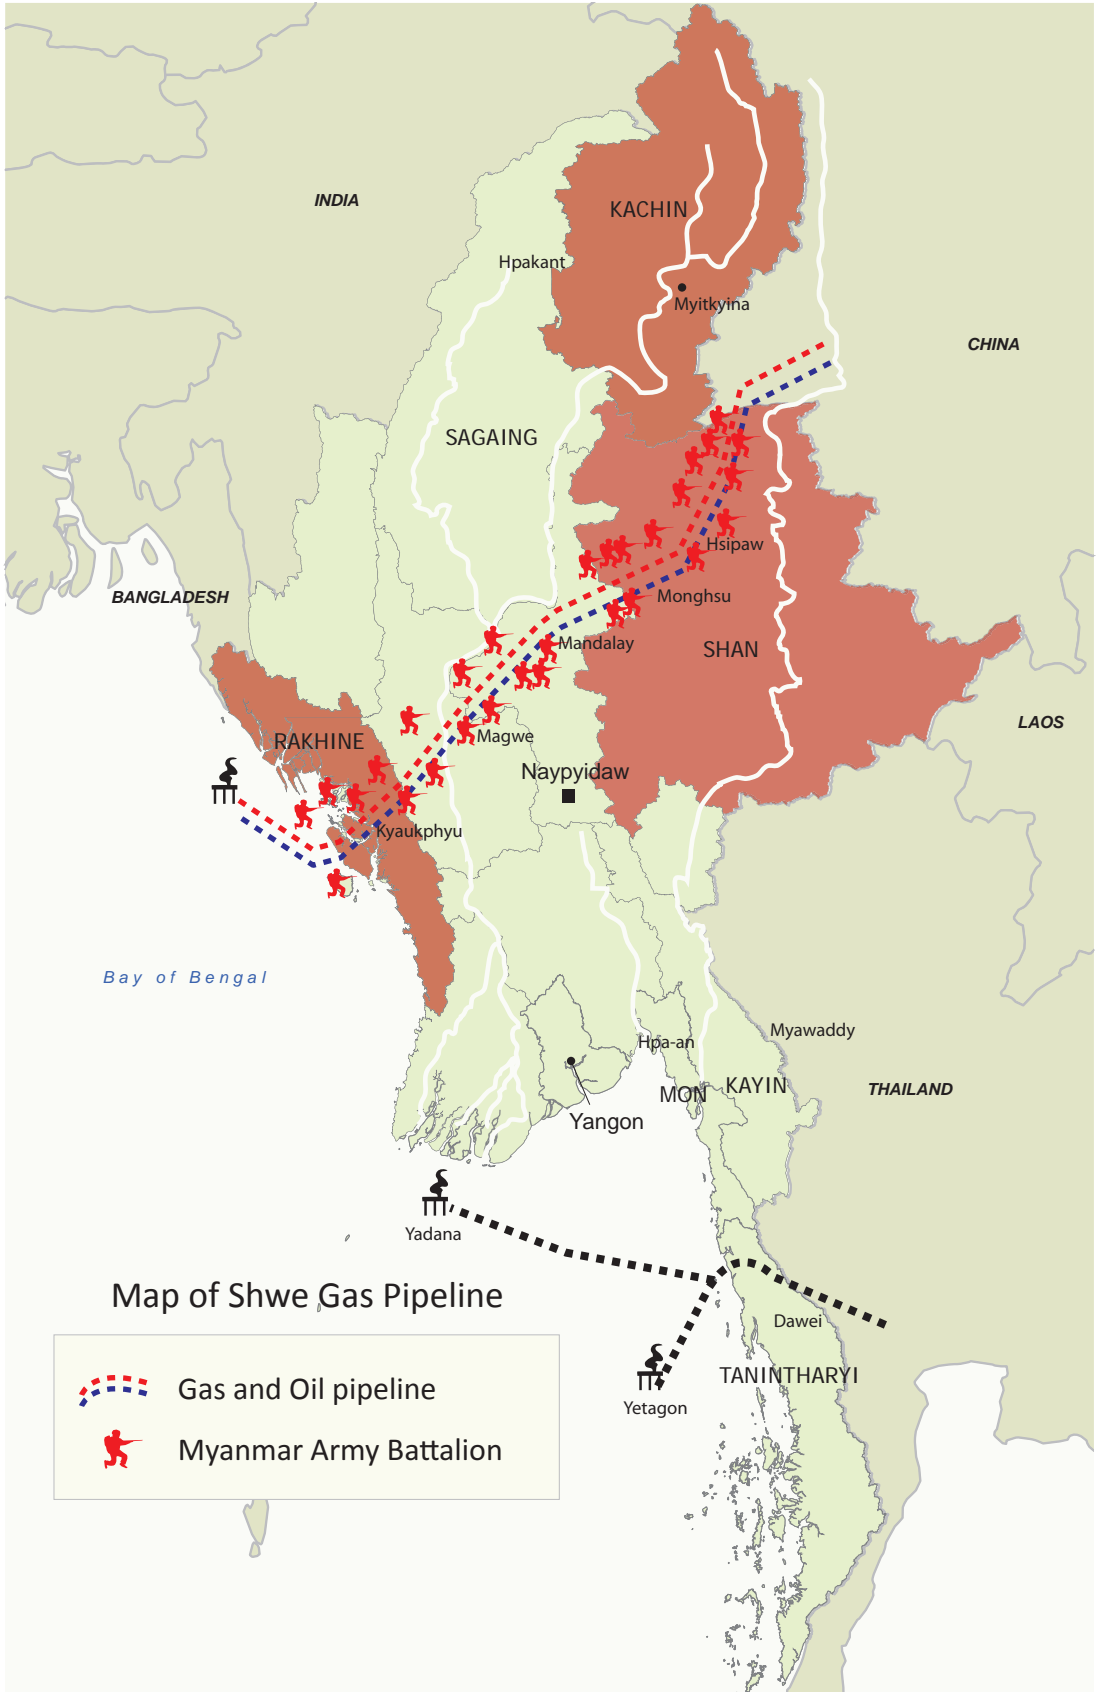 INDIA
KACHIN
Hpakant
Myitkyina
CHINA
SAGAING
Hsipaw
BANGLADESH
Monghsu
Mandalay
SHAN
LAOS
RAKHINE
Magwe
Naypyidaw
Kyaukphyu
Bay of Bengal
Myawaddy
Hpa-an
KAYIN
THAILAND
MON
Yangon
Yadana
Map of Shwe Gas Pipeline
Dawei
TANINTHARYI
Gas and Oil pipeline
Yetagon
Myanmar Army Battalion